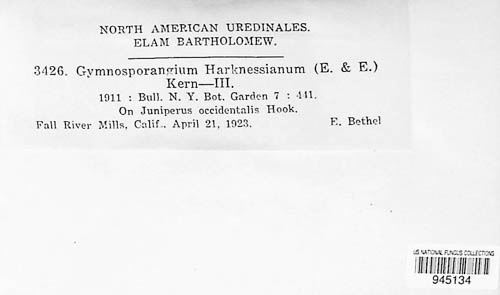 NORTH AMERICAN UREDINALES.
ELAM BARTHOLOMEW.
3426. Gymnosporangium Harknessianum (E. & E.)
Kern—III.
1911 : Bull. N. Y. Bot. Garden 7 : 441.
On Juniperus occidentalis Hook.
Fall River Mills, Calif., April 21, 1923. E. Bethel
US NATIONAL FUNGUS COLLECTIONS
945134